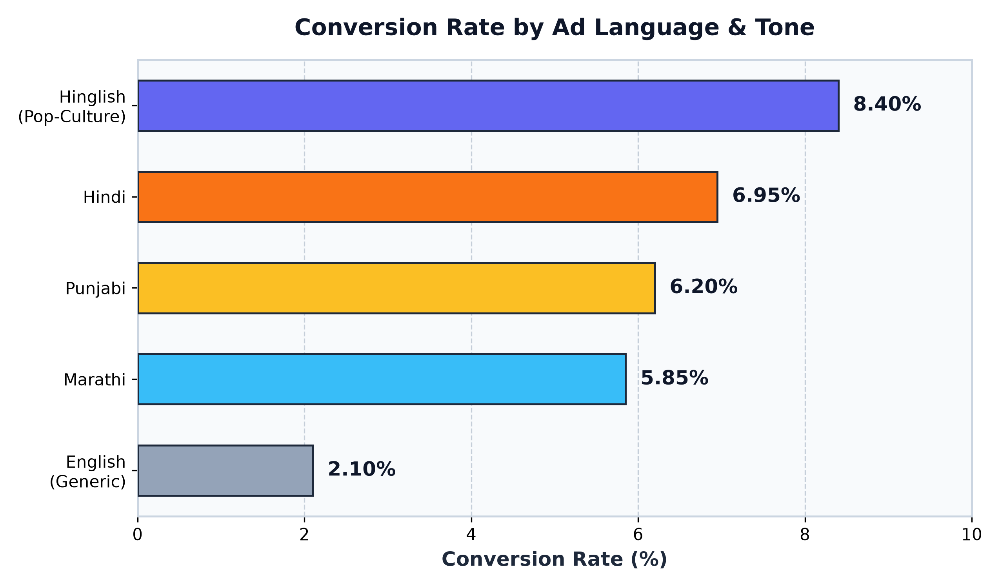 Conversion Rate by Ad Language & Tone
Hinglish
(Pop-Culture)
8.40%
Hindi
6.95%
Punjabi
6.20%
Marathi
5.85%
English
(Generic)
2.10%
0 2 4 6 8 10
Conversion Rate (%)